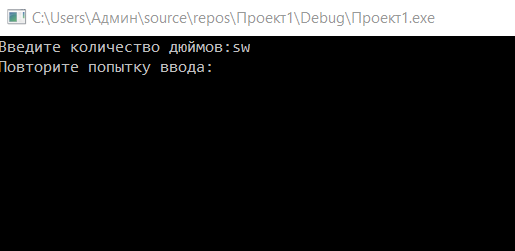 C:\Users\Админ\source\repos\Проект1\Debug\Проект1.exe
Введите количество дюймов:sw
Повторите попытку ввода: